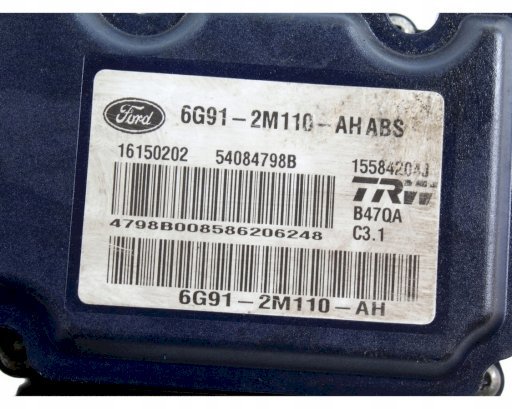 Ford 6G91-2M110-AH ABS
16150202 54084798B 15584204J
TRW
B47QA
4798B008586206248 C3.1
6G91-2M110-AH